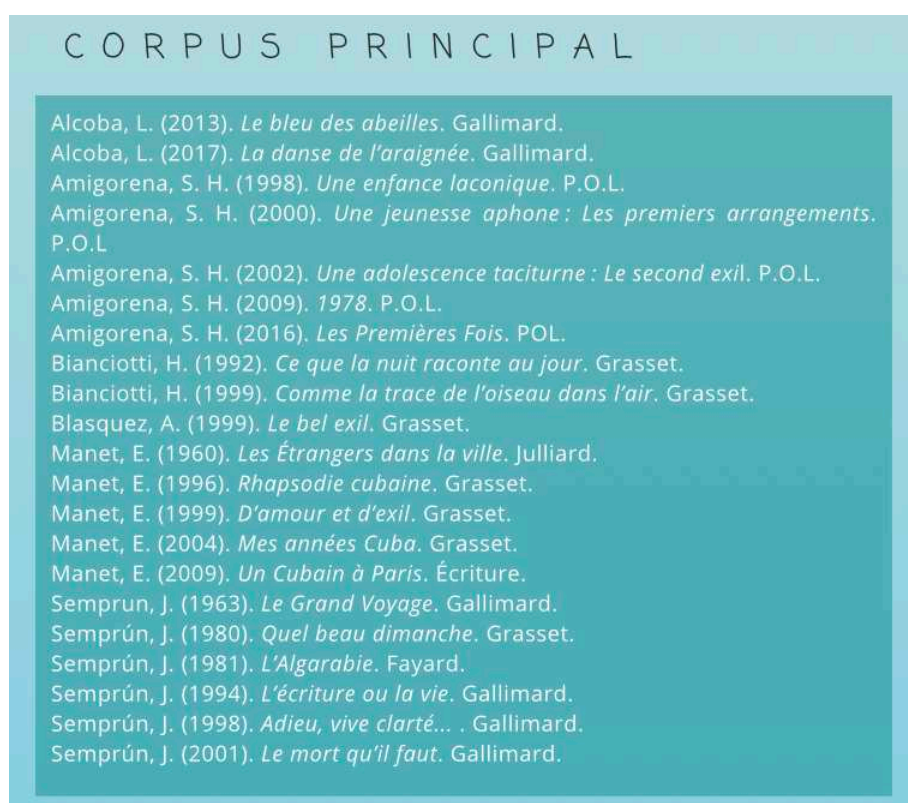 CORPUS PRINCIPAL
Alcoba, L. (2013). Le bleu des abeilles. Gallimard.
Alcoba, L. (2017). La danse de l’araignée. Gallimard.
Amigorena, S. H. (1998). Une enfance laconique. P.O.L.
Amigorena, S. H. (2000). Une jeunesse aphone : Les premiers arrangements.
P.O.L
Amigorena, S. H. (2002). Une adolescence taciturne : Le second exil. P.O.L.
Amigorena, S. H. (2009). 1978. P.O.L.
Amigorena, S. H. (2016). Les Premières Fois. POL.
Bianciotti, H. (1992). Ce que la nuit raconte au jour. Grasset.
Bianciotti, H. (1999). Comme la trace de l’oiseau dans l’air. Grasset.
Blasquez, A. (1999). Le bel exil. Grasset.
Manet, E. (1960). Les Étrangers dans la ville. Julliard.
Manet, E. (1996). Rhapsodie cubaine. Grasset.
Manet, E. (1999). D’amour et d’exil. Grasset.
Manet, E. (2004). Mes années Cuba. Grasset.
Manet, E. (2009). Un Cubain à Paris. Écriture.
Semprun, J. (1963). Le Grand Voyage. Gallimard.
Semprún, J. (1980). Quel beau dimanche. Grasset.
Semprún, J. (1981). L’Algarabie. Fayard.
Semprún, J. (1994). L’écriture ou la vie. Gallimard.
Semprún, J. (1998). Adieu, vive clarté... . Gallimard.
Semprún, J. (2001). Le mort qu’il faut. Gallimard.